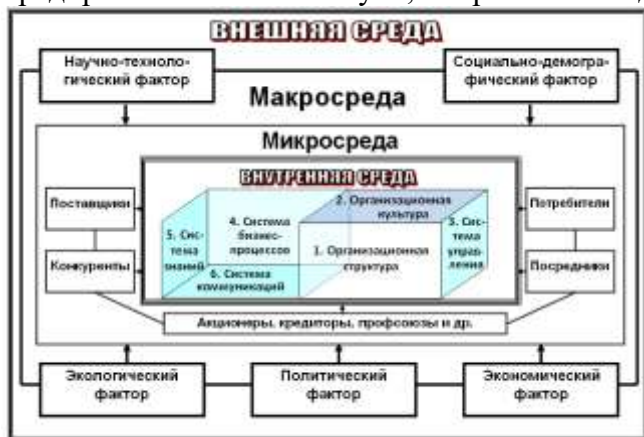 ВНЕШНЯЯ СРЕДА
Научно-техноло-
гический фактор
Социально-демогра-
фический фактор
Макросреда
Микросреда
ВНУТРЕННЯЯ СРЕДА
Поставщики
Конкуренты
2. Организационная
культура
4. Система
бизнес-
процессов
5. Сис-
тема
знаний
3. Сис-
тема
управ-
ления
1. Организационная
структура
6. Система
коммуникаций
Потребители
Посредники
Акционеры, кредиторы, профсоюзы и др.
Экологический
фактор
Политический
фактор
Экономический
фактор